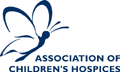 ASSOCIATION OF
CHILDREN'S HOSPICES